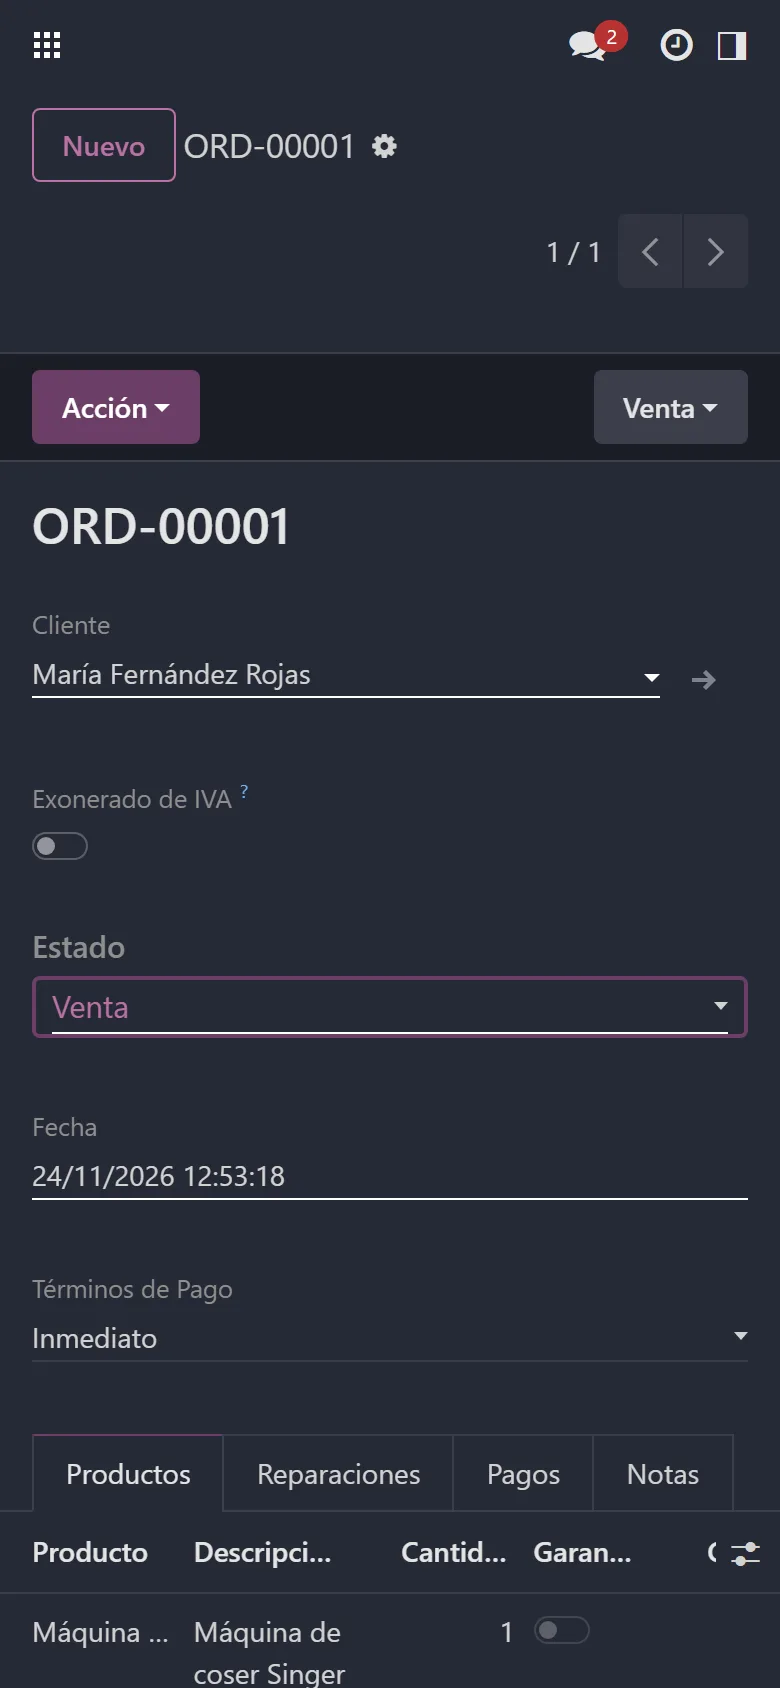 2
Nuevo ORD-00001
1 / 1
Acción Venta
ORD-00001
Cliente
María Fernández Rojas
Exonerado de IVA ?
Estado
Venta
Fecha
24/11/2026 12:53:18
Términos de Pago
Inmediato
Productos Reparaciones Pagos Notas
Producto Descripci... Cantid... Garan...
Máquina ... Máquina de 1
coser Singer